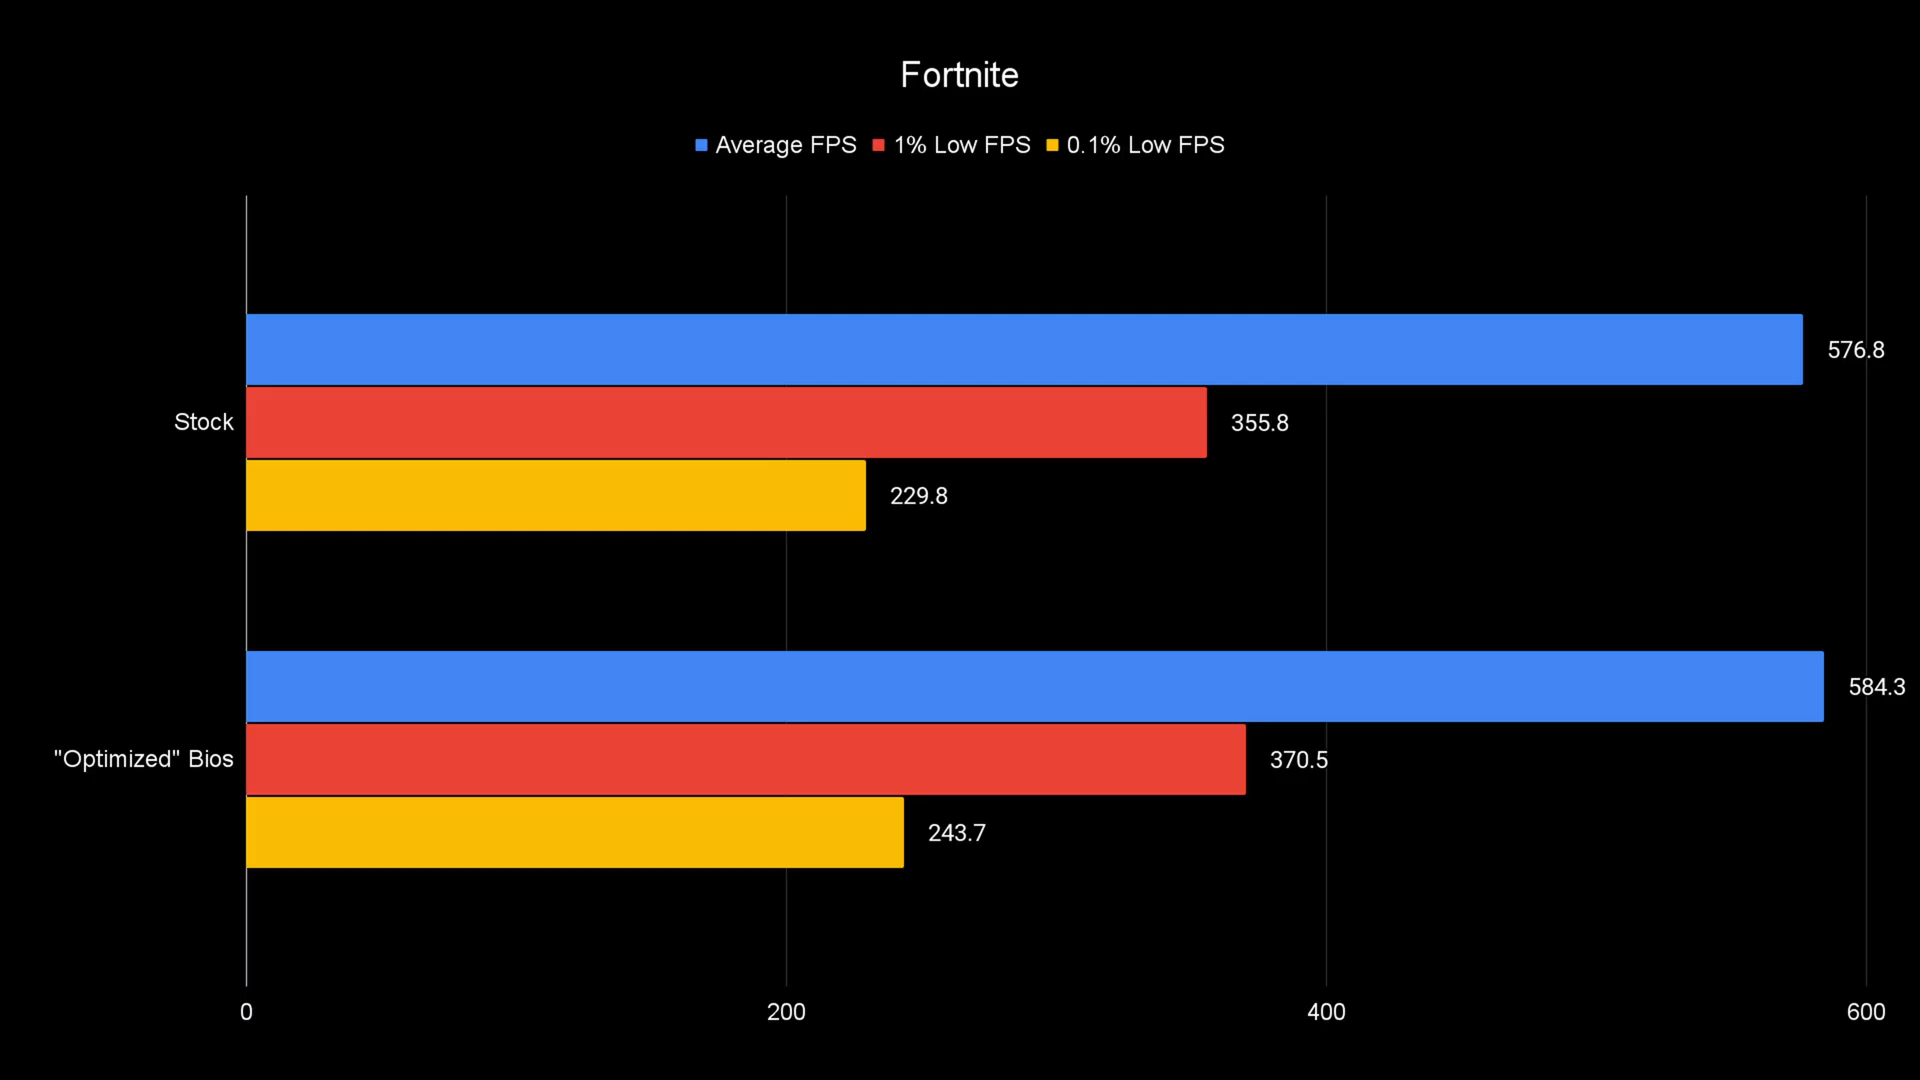 Fortnite
Average FPS 1% Low FPS 0.1% Low FPS
576.8
Stock 355.8
229.8
584.3
"Optimized" Bios 370.5
243.7
0 200 400 600